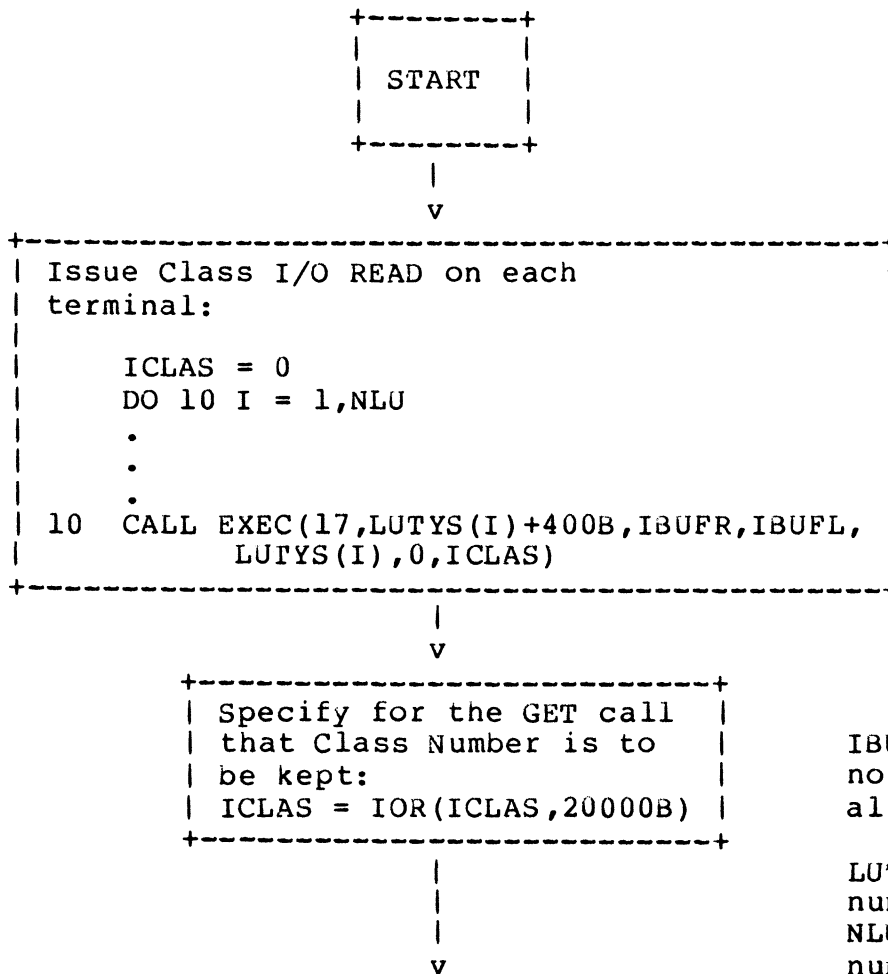 START
Issue Class I/O READ on each
terminal:
ICLAS = 0
DO 10 I = 1,NLU
.
.
.
10 CALL EXEC(17,LUTYS(I)+400B,IBUFR,IBUFL,
LUTYS(I),0,ICLAS)
v
Specify for the GET call
that Class Number is to
be kept:
ICLAS = IOR(ICLAS,20000B)
v